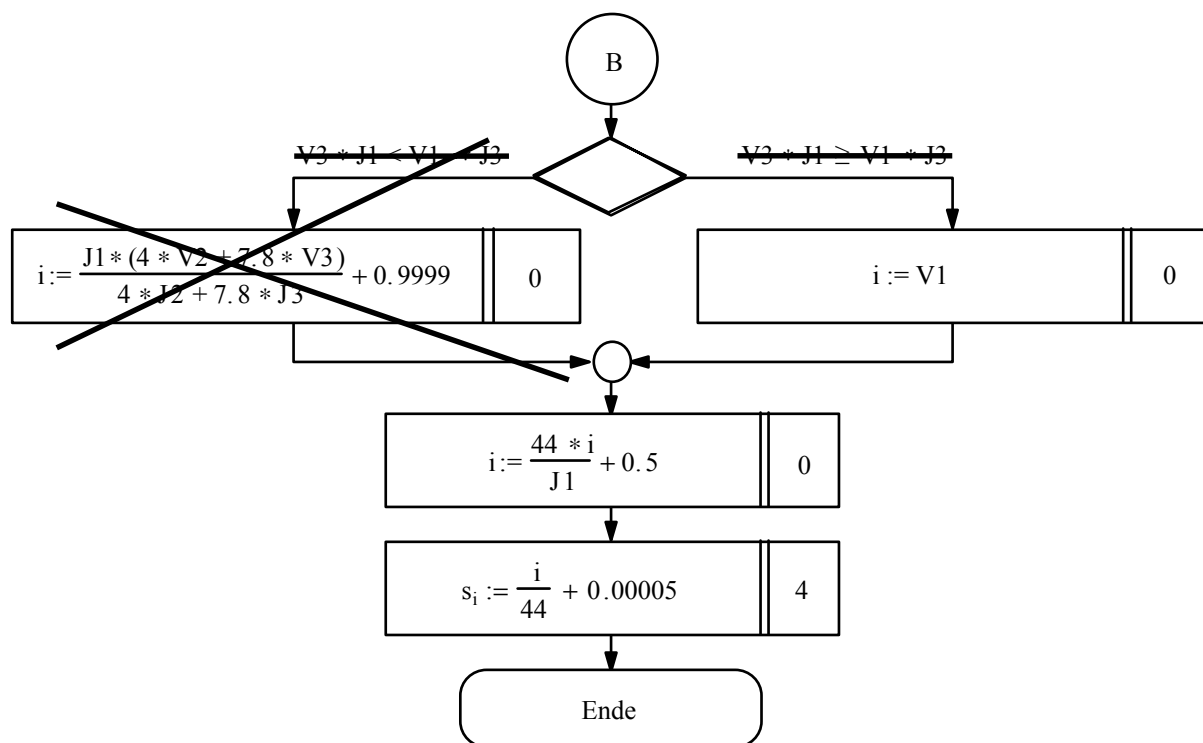 B
V3 * J1 < V1 * J3
V3 * J1 ≥ V1 * J3
i := J1 * (4 * V2 + 7.8 * V3) / 4 * J2 + 7.8 * J3 + 0.9999
0
i := V1
0
i := 44 * i / J1 + 0.5
0
s_i := i / 44 + 0.00005
4
Ende